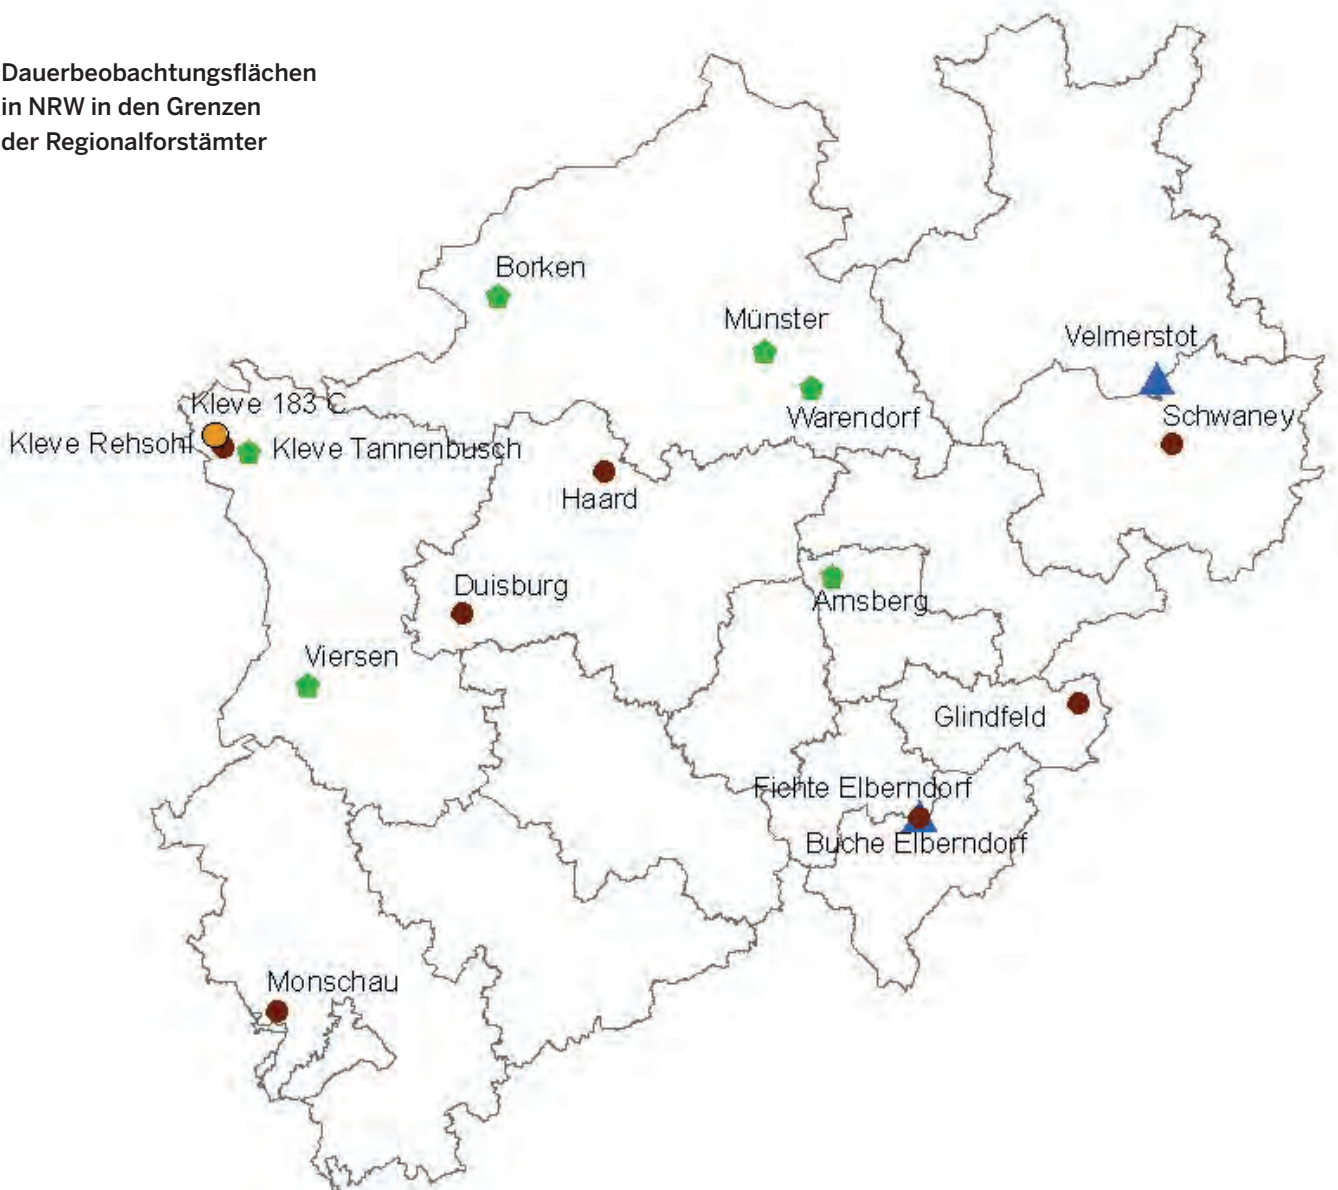 Dauerbeobachtungsflächen
in NRW in den Grenzen
der Regionalforstämter
Borken
Münster
Velmerstot
Kleve 183 C
Warendorf
Schwaney
Kleve Rehsohl
Kleve Tannenbusch
Haard
Duisburg
Arnsberg
Viersen
Glindfeld
Fichte Elberndorf
Buche Elberndorf
Monschau